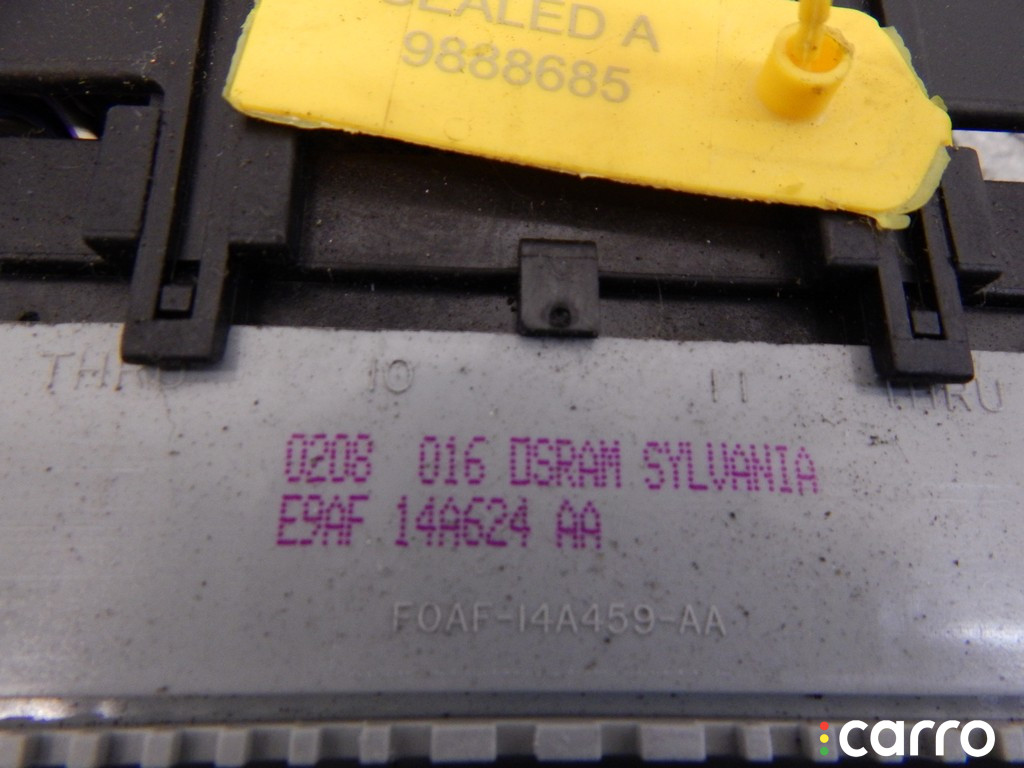 SEALED A
9888685
THRU 10 11 THRU
0208 016 OSRAM SYLVANIA
E9AF 14A624 AA
F0AF-14A459-AA
carro